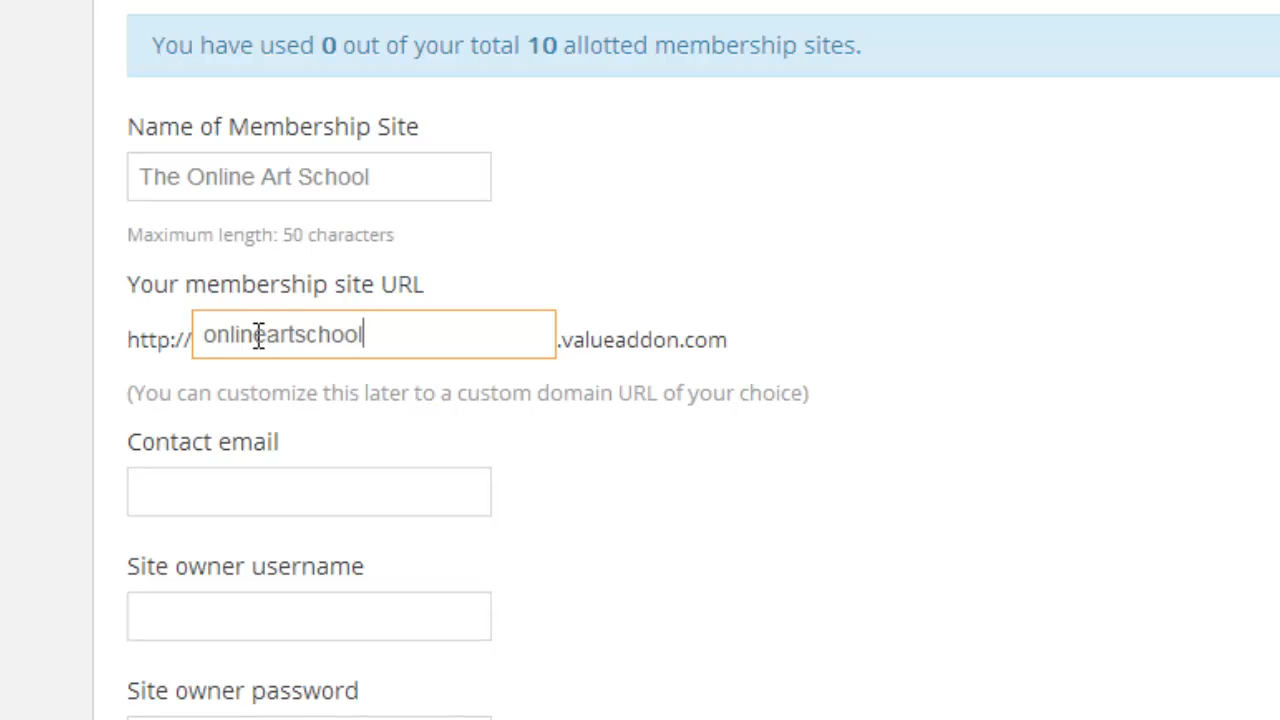 You have used 0 out of your total 10 allotted membership sites.
Name of Membership Site
The Online Art School
Maximum length: 50 characters
Your membership site URL
http:// onlineartschool .valueaddon.com
(You can customize this later to a custom domain URL of your choice)
Contact email
Site owner username
Site owner password